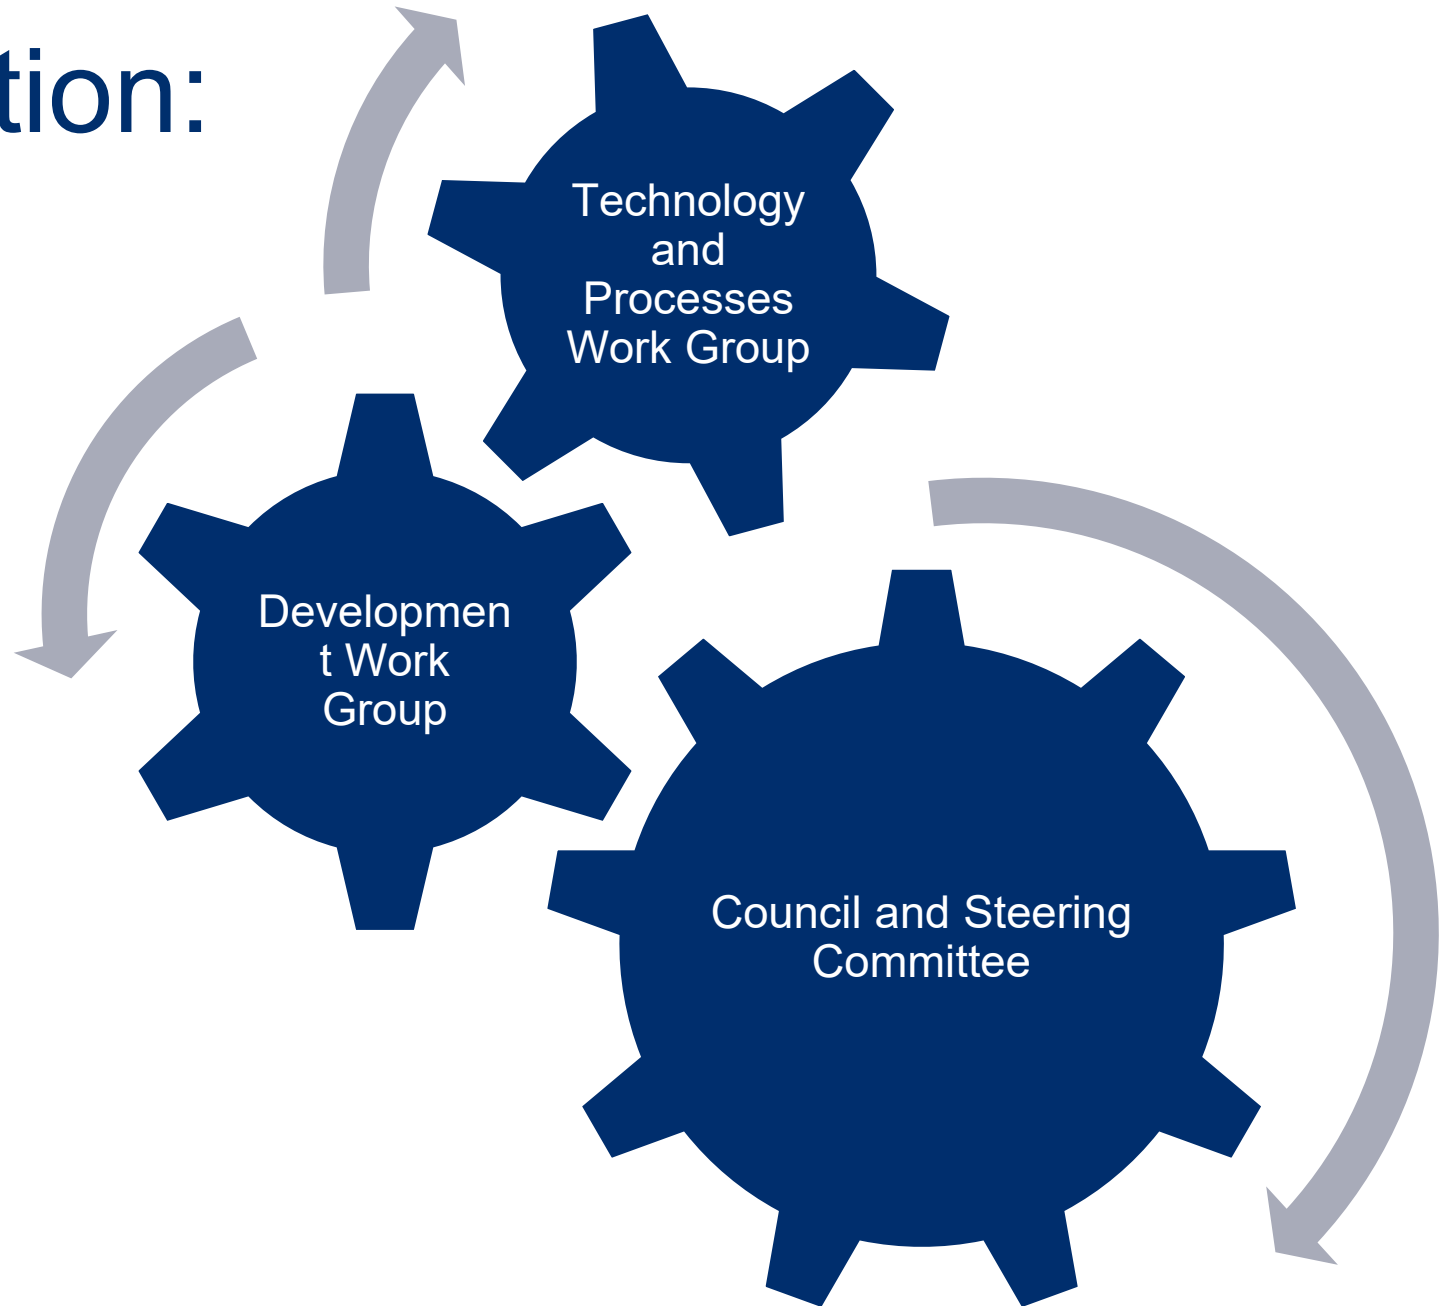 tion:
Technology
and
Processes
Work Group
Developmen
t Work
Group
Council and Steering
Committee